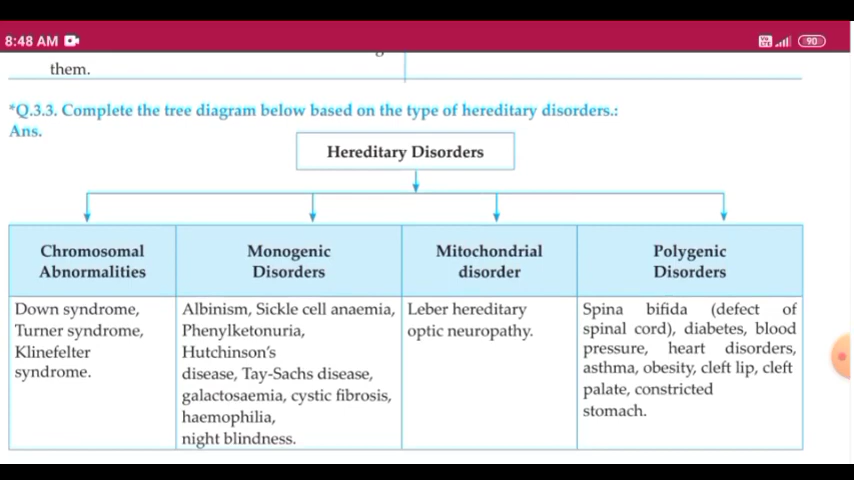 8:48 AM
Vo LTE 90
them.
*Q.3.3. Complete the tree diagram below based on the type of hereditary disorders.:
Ans.
Hereditary Disorders
Chromosomal Abnormalities
Monogenic Disorders
Mitochondrial disorder
Polygenic Disorders
Down syndrome,
Turner syndrome,
Klinefelter
syndrome.
Albinism, Sickle cell anaemia,
Phenylketonuria,
Hutchinson's
disease, Tay-Sachs disease,
galactosaemia, cystic fibrosis,
haemophilia,
night blindness.
Leber hereditary
optic neuropathy.
Spina bifida (defect of
spinal cord), diabetes, blood
pressure, heart disorders,
asthma, obesity, cleft lip, cleft
palate, constricted
stomach.